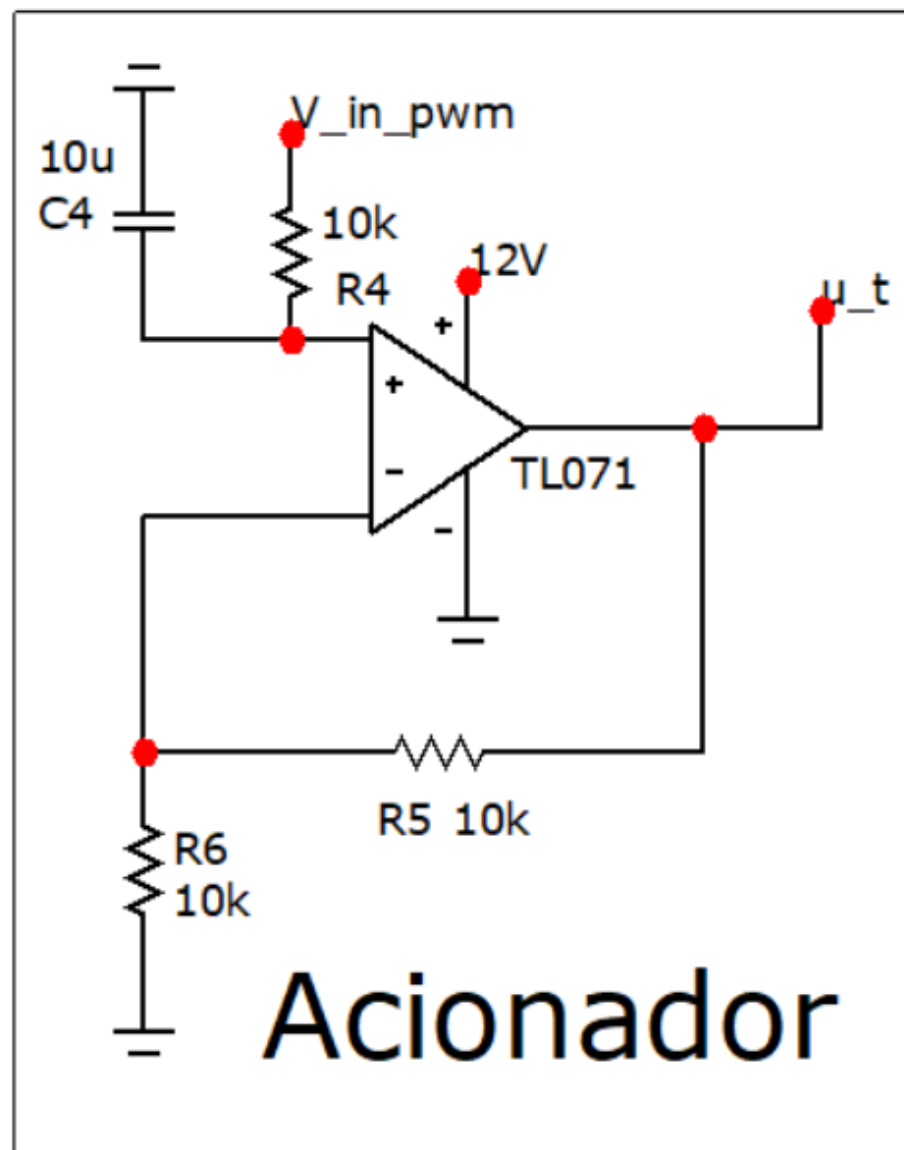 V_in_pwm
10u
C4
10k
R4
12V
u_t
+
+
-
-
TL071
R5 10k
R6
10k
Acionador